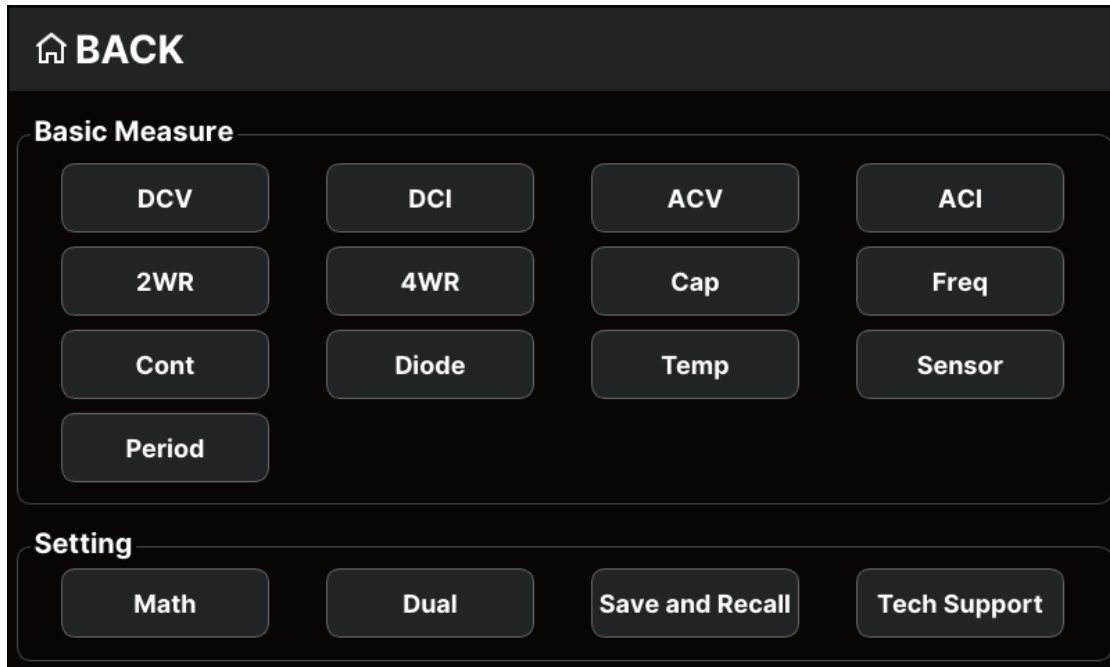 BACK
Basic Measure
DCV DCI ACV ACI
2WR 4WR Cap Freq
Cont Diode Temp Sensor
Period
Setting
Math Dual Save and Recall Tech Support